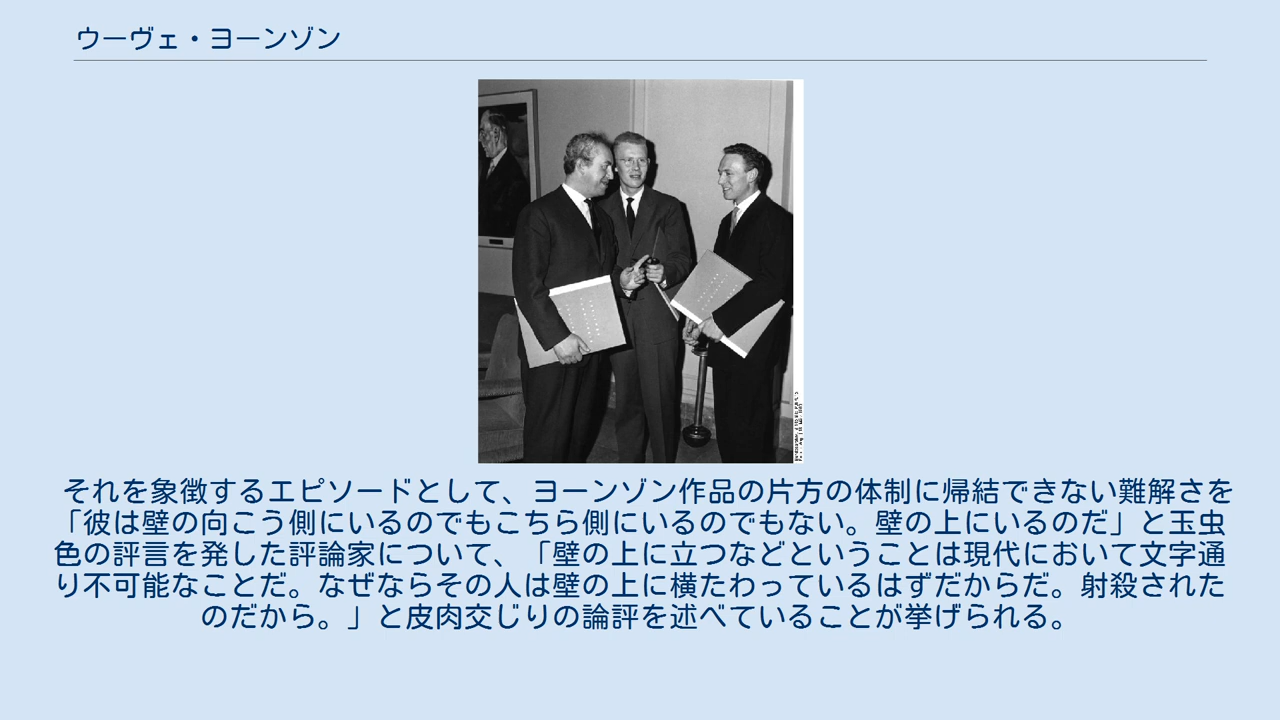 ウーヴェ・ヨーンゾン
それを象徴するエピソードとして、ヨーンゾン作品の片方の体制に帰結できない難解さを
「彼は壁の向こう側にいるのでもこちら側にいるのでもない。壁の上にいるのだ」と玉虫
色の評言を発した評論家について、「壁の上に立つなどということは現代において文字通
り不可能なことだ。なぜならその人は壁の上に横たわっているはずだからだ。射殺された
のだから。」と皮肉交じりの論評を述べていることが挙げられる。